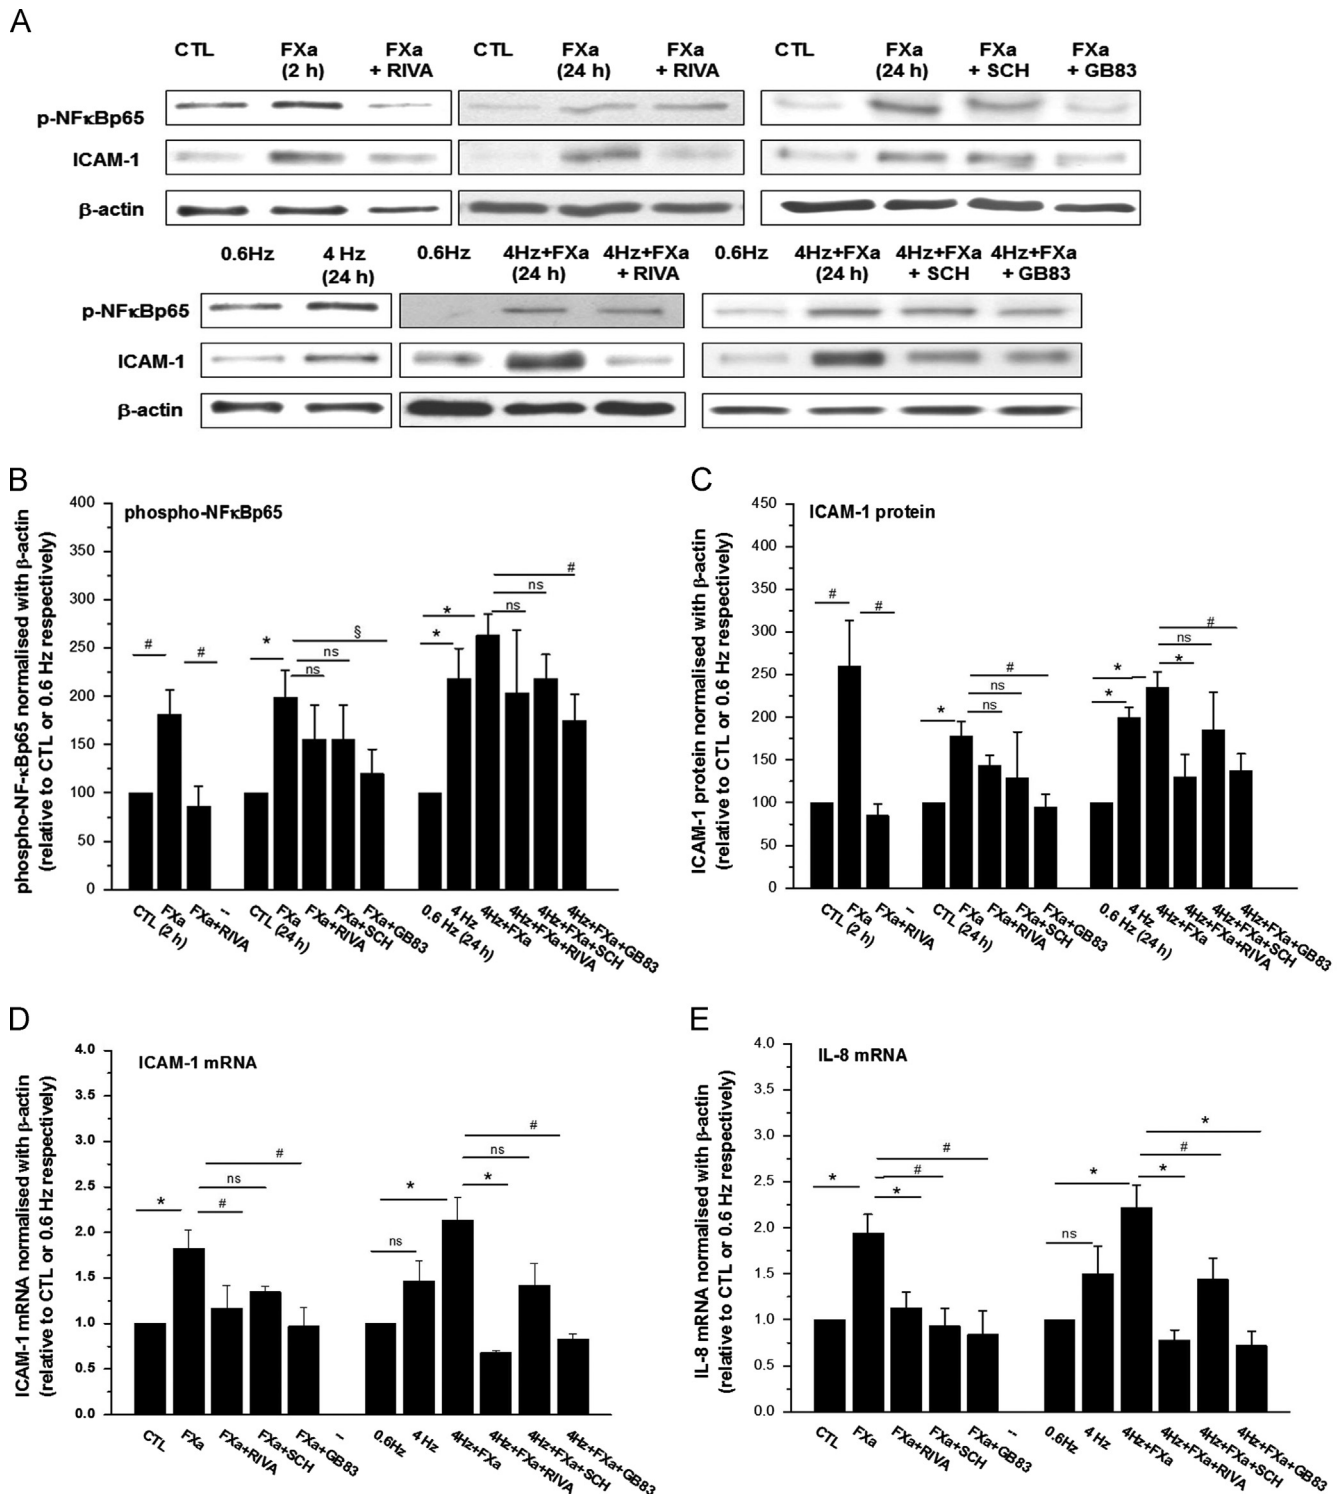 A
CTL FXa FXa CTL FXa FXa CTL FXa FXa FXa
(2 h) + RIVA (24 h) + RIVA (24 h) + SCH + GB83
p-NFκBp65
ICAM-1
β-actin
0.6Hz 4 Hz 0.6Hz 4Hz+FXa 4Hz+FXa 0.6Hz 4Hz+FXa 4Hz+FXa 4Hz+FXa
(24 h) (24 h) + RIVA (24 h) + SCH + GB83
p-NFκBp65
ICAM-1
β-actin
B
phospho-NF-κBp65 normalised with β-actin
(relative to CTL or 0.6 Hz respectively)
phospho-NFκBp65
400
350
300
250
200
150
100
50
0
# # * ns ns § * * ns ns #
CTL (2 h) FXa FXa+RIVA -- CTL (24 h) FXa FXa+RIVA FXa+SCH FXa+GB83 0.6 Hz (24 h) 4 Hz 4Hz+FXa 4Hz+FXa+RIVA 4Hz+FXa+SCH 4Hz+FXa+GB83
C
ICAM-1 protein normalised with β-actin
(relative to CTL or 0.6 Hz respectively)
ICAM-1 protein
450
400
350
300
250
200
150
100
50
0
# # * ns ns # * * * ns #
CTL (2 h) FXa FXa+RIVA -- CTL (24 h) FXa FXa+RIVA FXa+SCH FXa+GB83 0.6 Hz (24 h) 4 Hz 4Hz+FXa 4Hz+FXa+RIVA 4Hz+FXa+SCH 4Hz+FXa+GB83
D
ICAM-1 mRNA normalised with β-actin
(relative to CTL or 0.6 Hz respectively)
ICAM-1 mRNA
4.0
3.5
3.0
2.5
2.0
1.5
1.0
0.5
0.0
* # ns # ns * * ns #
CTL FXa FXa+RIVA FXa+SCH FXa+GB83 -- 0.6Hz 4 Hz 4Hz+FXa 4Hz+FXa+RIVA 4Hz+FXa+SCH 4Hz+FXa+GB83
E
IL-8 mRNA normalised with β-actin
(relative to CTL or 0.6 Hz respectively)
IL-8 mRNA
4.0
3.5
3.0
2.5
2.0
1.5
1.0
0.5
0.0
* * # # ns * * # *
CTL FXa FXa+RIVA FXa+SCH FXa+GB83 -- 0.6Hz 4 Hz 4Hz+FXa 4Hz+FXa+RIVA 4Hz+FXa+SCH 4Hz+FXa+GB83